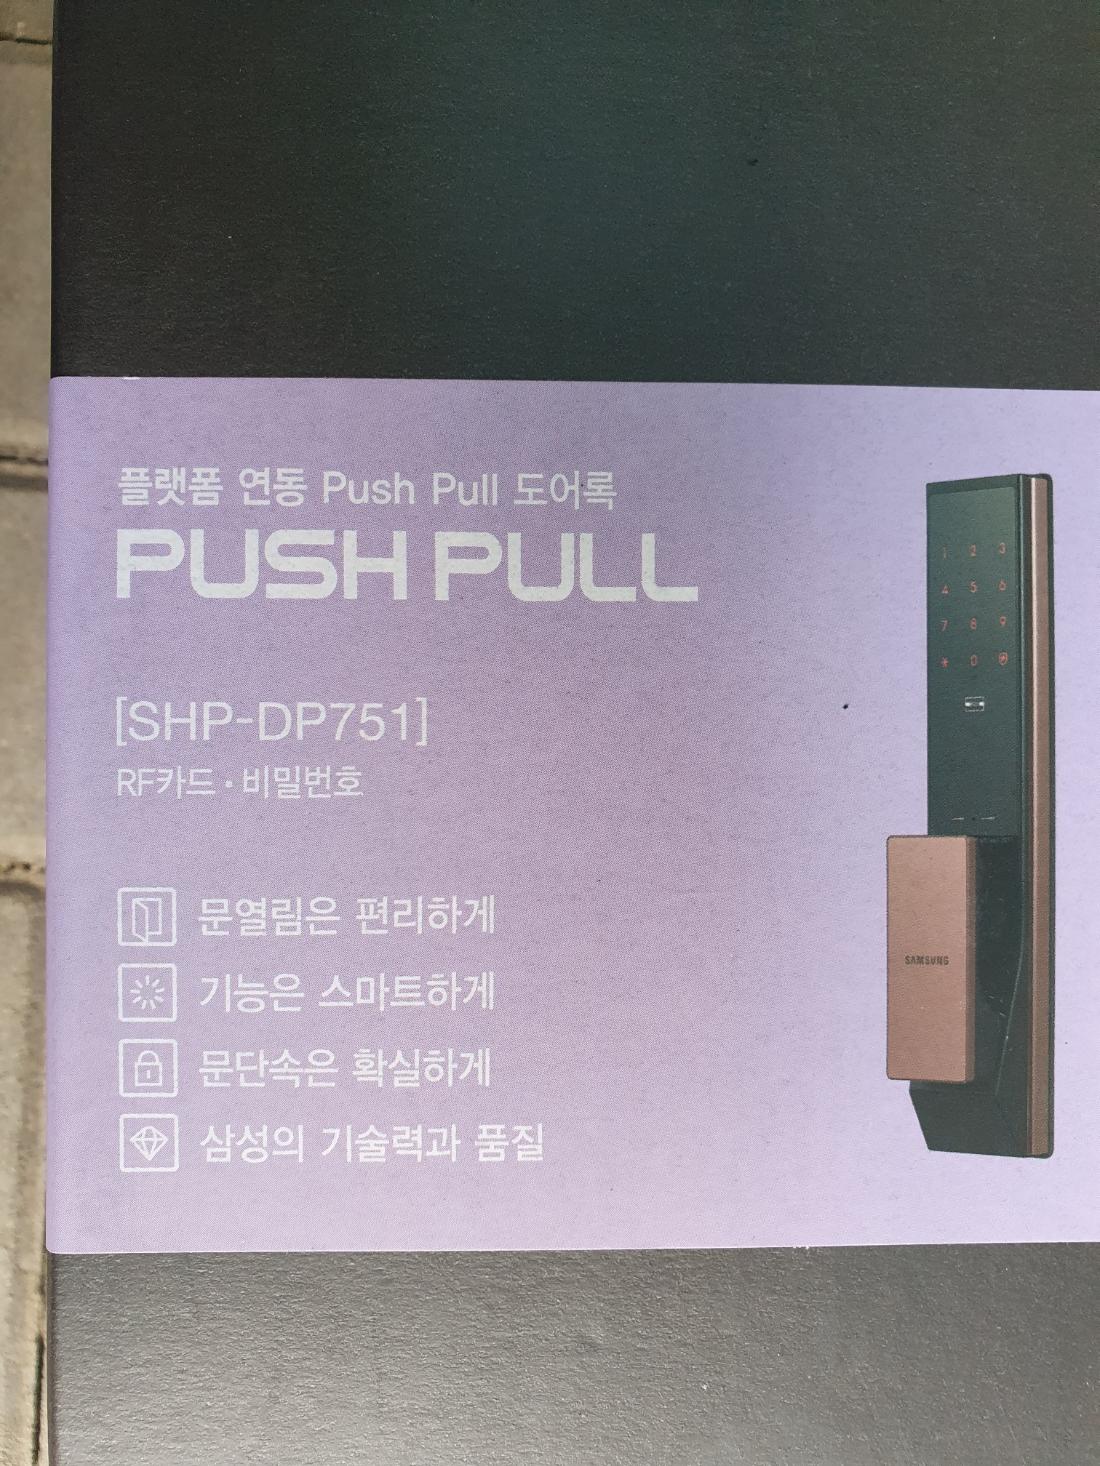 플랫폼 연동 Push Pull 도어록
PUSH PULL
[SHP-DP751]
RF카드·비밀번호
문열림은 편리하게
기능은 스마트하게
문단속은 확실하게
삼성의 기술력과 품질
1 2 3
4 5 6
7 8 9
* 0
SAMSUNG